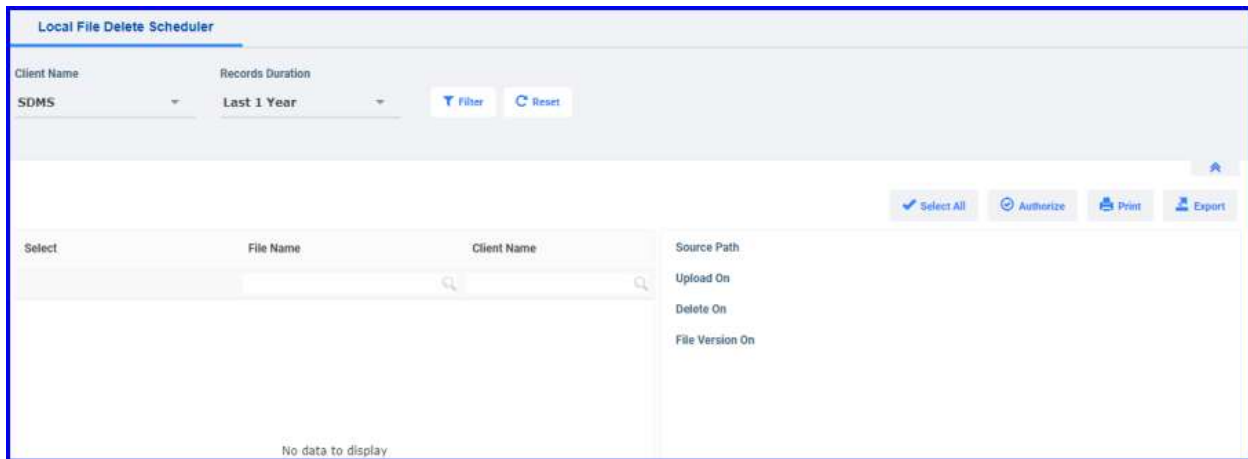 Local File Delete Scheduler
Client Name Records Duration
SDMS Last 1 Year Filter Reset
Select All Authorize Print Export
Select File Name Client Name Source Path
Upload On
Delete On
File Version On
No data to display